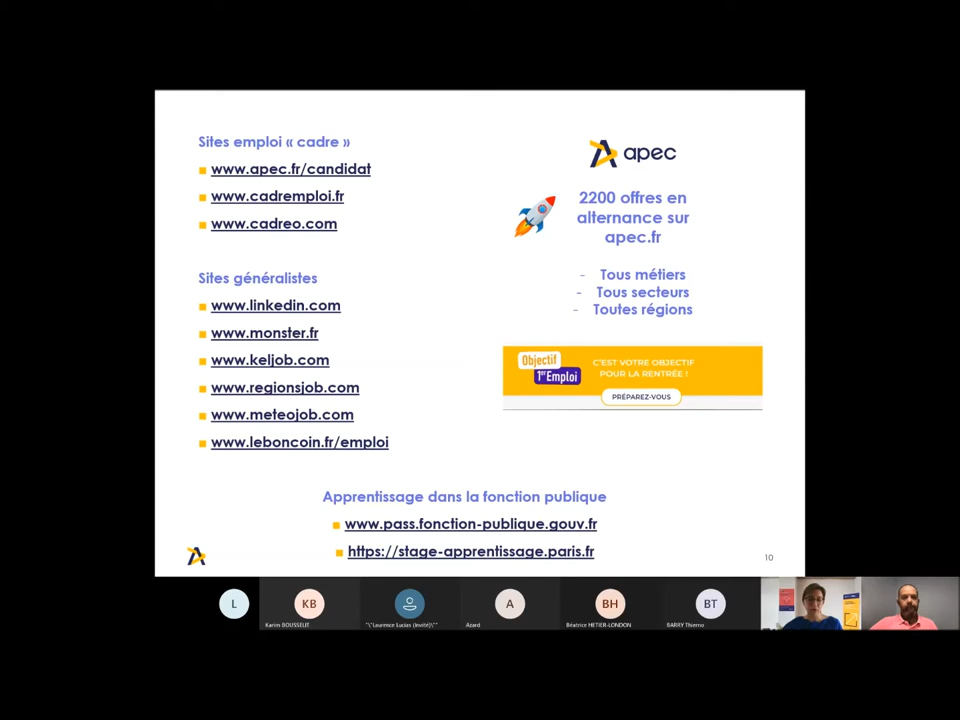 Sites emploi « cadre »
www.apec.fr/candidat
www.cadremploi.fr
www.cadreo.com
Sites généralistes
www.linkedin.com
www.monster.fr
www.keljob.com
www.regionsjob.com
www.meteojob.com
www.leboncoin.fr/emploi
apec
2200 offres en
alternance sur
apec.fr
- Tous métiers
- Tous secteurs
- Toutes régions
Objectif
1er Emploi
C'EST VOTRE OBJECTIF
POUR LA RENTRÉE !
PRÉPAREZ-VOUS
Apprentissage dans la fonction publique
www.pass.fonction-publique.gouv.fr
https://stage-apprentissage.paris.fr
10
L
KB
A
BH
BT
Karim BOUSSELIT
"\"Laurence Lucias (Invité)\""
Azard
Béatrice HETIER-LONDON
BARRY Thierno